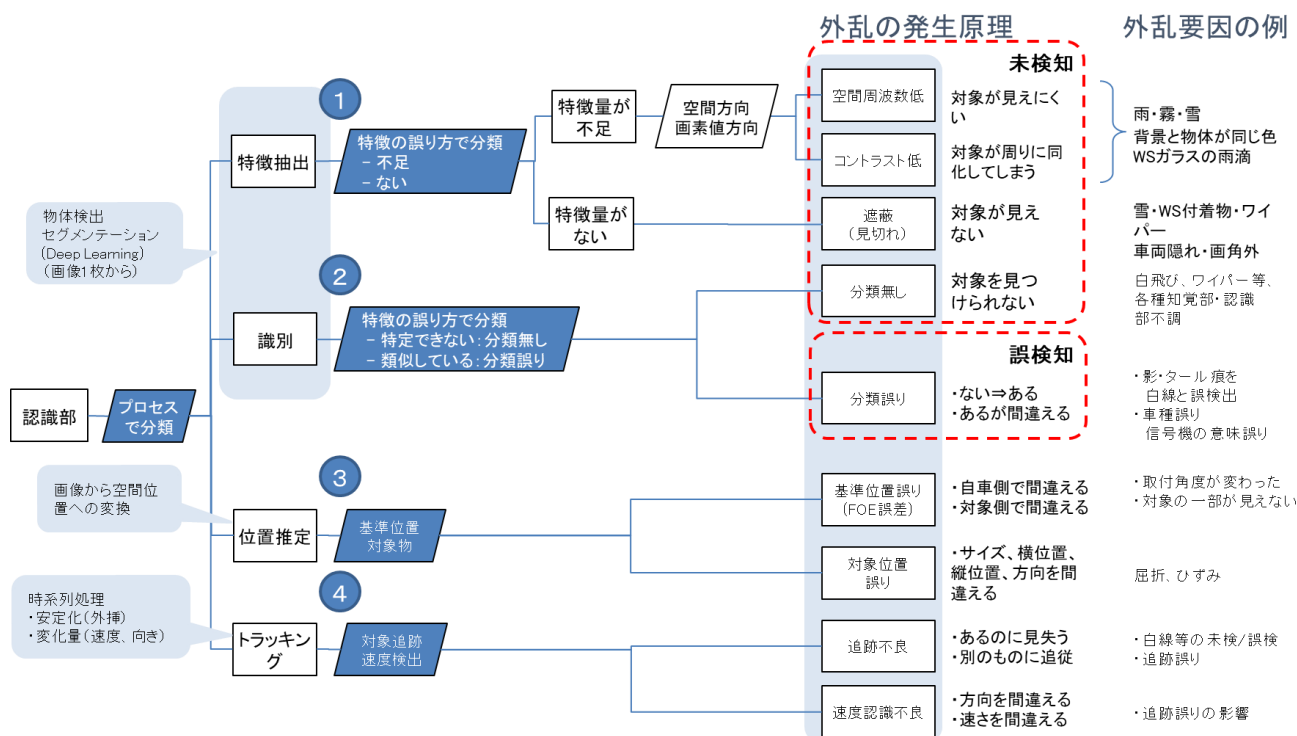 外乱の発生原理
外乱要因の例
未検知
1
特徴抽出
特徴の誤り方で分類
- 不足
- ない
特徴量が
不足
空間方向
画素値方向
空間周波数低
対象が見えにく
い
コントラスト低
対象が周りに同
化してしまう
雨・霧・雪
背景と物体が同じ色
WSガラスの雨滴
特徴量が
ない
遮蔽
(見切れ)
対象が見え
ない
雪・WS付着物・ワイ
パー
車両隠れ・画角外
物体検出
セグメンテーション
(Deep Learning)
(画像1枚から)
2
識別
特徴の誤り方で分類
- 特定できない：分類無し
- 類似している：分類誤り
分類無し
対象を見つ
けられない
白飛び、ワイパー等、
各種知覚部・認識
部不調
誤検知
分類誤り
・ない⇒ある
・あるが間違える
・影・タール痕を
白線と誤検出
・車種誤り
信号機の意味誤り
認識部
プロセス
で分類
画像から空間位
置への変換
3
位置推定
基準位置
対象物
基準位置誤り
(FOE誤差)
・自車側で間違える
・対象側で間違える
・取付角度が変わった
・対象の一部が見えない
対象位置
誤り
・サイズ、横位置、
縦位置、方向を間
違える
屈折、ひずみ
時系列処理
・安定化(外挿)
・変化量(速度、向き)
4
トラッキン
グ
対象追跡
速度検出
追跡不良
・あるのに見失う
・別のものに追従
・白線等の未検/誤検
・追跡誤り
速度認識不良
・方向を間違える
・速さを間違える
・追跡誤りの影響